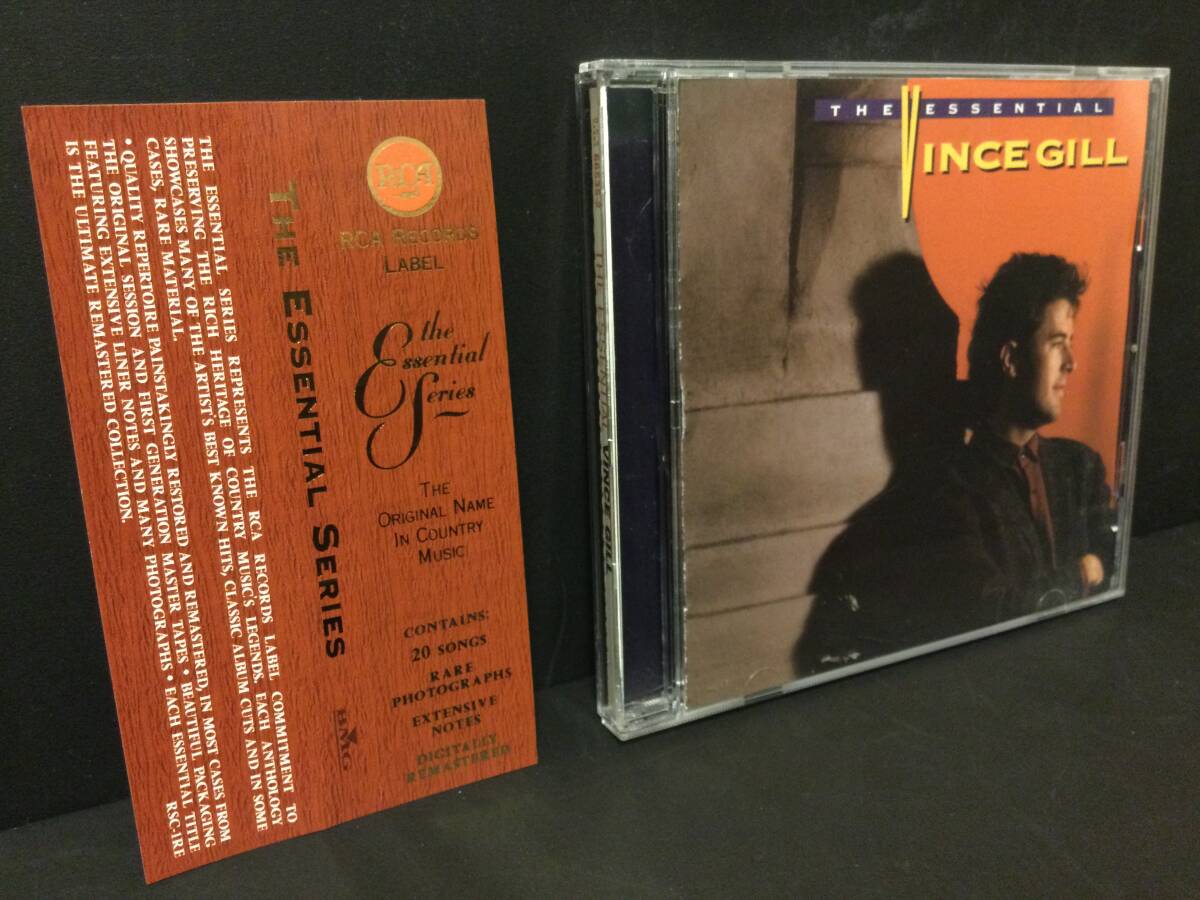 RCA
RCA RECORDS
LABEL
the
Essential
Series
THE
ORIGINAL NAME
IN COUNTRY
MUSIC
CONTAINS:
20 SONGS
RARE
PHOTOGRAPHS
EXTENSIVE
NOTES
DIGITALLY
REMASTERED
THE ESSENTIAL SERIES
BMG
THE ESSENTIAL SERIES REPRESENTS THE RCA RECORDS LABEL COMMITMENT TO
PRESERVING THE RICH HERITAGE OF COUNTRY MUSIC'S LEGENDS. EACH ANTHOLOGY
SHOWCASES MANY OF THE ARTIST'S BEST KNOWN HITS, CLASSIC ALBUM CUTS AND IN SOME
CASES, RARE MATERIAL.
• QUALITY REPERTOIRE PAINSTAKINGLY RESTORED AND REMASTERED, IN MOST CASES FROM
THE ORIGINAL SESSION AND FIRST GENERATION MASTER TAPES • BEAUTIFUL PACKAGING
FEATURING EXTENSIVE LINER NOTES AND MANY PHOTOGRAPHS • EACH ESSENTIAL TITLE
IS THE ULTIMATE REMASTERED COLLECTION.
RSC-1RE
THE ESSENTIAL
VINCE GILL
THE ESSENTIAL VINCE GILL